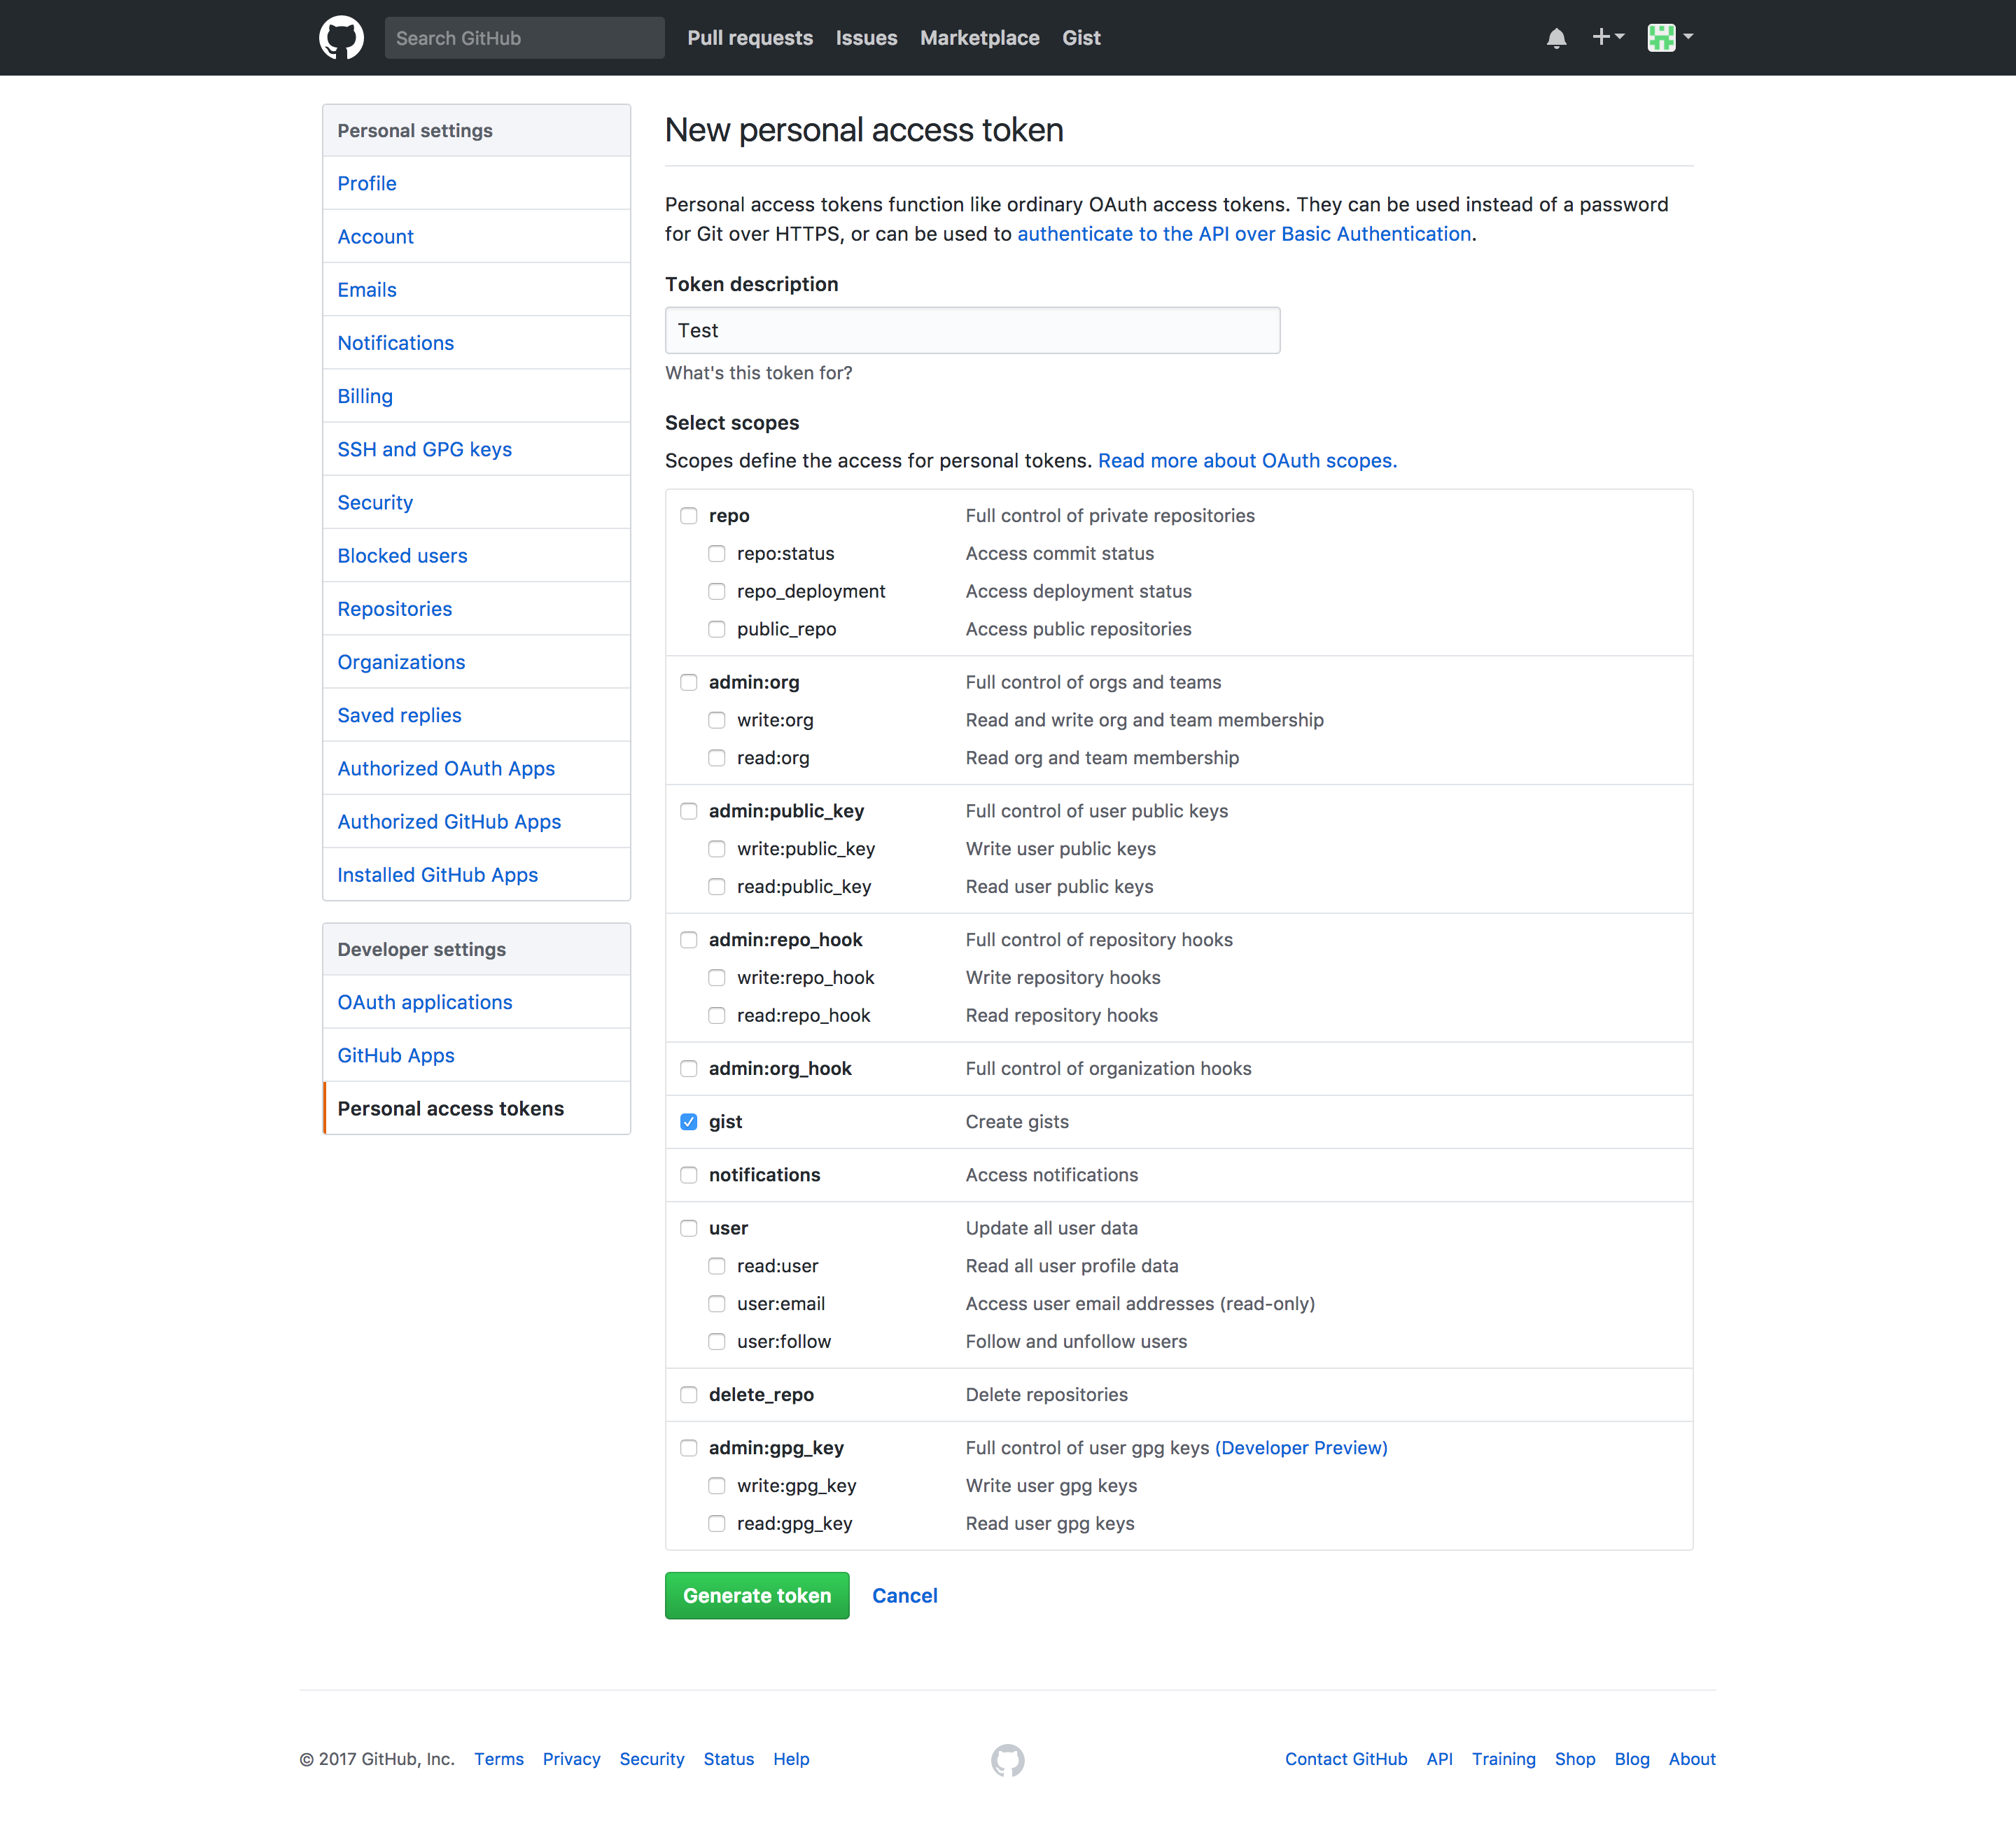 Search GitHub
Pull requests
Issues
Marketplace
Gist
Personal settings
Profile
Account
Emails
Notifications
Billing
SSH and GPG keys
Security
Blocked users
Repositories
Organizations
Saved replies
Authorized OAuth Apps
Authorized GitHub Apps
Installed GitHub Apps
Developer settings
OAuth applications
GitHub Apps
Personal access tokens
New personal access token
Personal access tokens function like ordinary OAuth access tokens. They can be used instead of a password
for Git over HTTPS, or can be used to authenticate to the API over Basic Authentication.
Token description
Test
What's this token for?
Select scopes
Scopes define the access for personal tokens. Read more about OAuth scopes.
repo Full control of private repositories
repo:status Access commit status
repo_deployment Access deployment status
public_repo Access public repositories
admin:org Full control of orgs and teams
write:org Read and write org and team membership
read:org Read org and team membership
admin:public_key Full control of user public keys
write:public_key Write user public keys
read:public_key Read user public keys
admin:repo_hook Full control of repository hooks
write:repo_hook Write repository hooks
read:repo_hook Read repository hooks
admin:org_hook Full control of organization hooks
gist Create gists
notifications Access notifications
user Update all user data
read:user Read all user profile data
user:email Access user email addresses (read-only)
user:follow Follow and unfollow users
delete_repo Delete repositories
admin:gpg_key Full control of user gpg keys (Developer Preview)
write:gpg_key Write user gpg keys
read:gpg_key Read user gpg keys
Generate token
Cancel
© 2017 GitHub, Inc. Terms Privacy Security Status Help
Contact GitHub API Training Shop Blog About